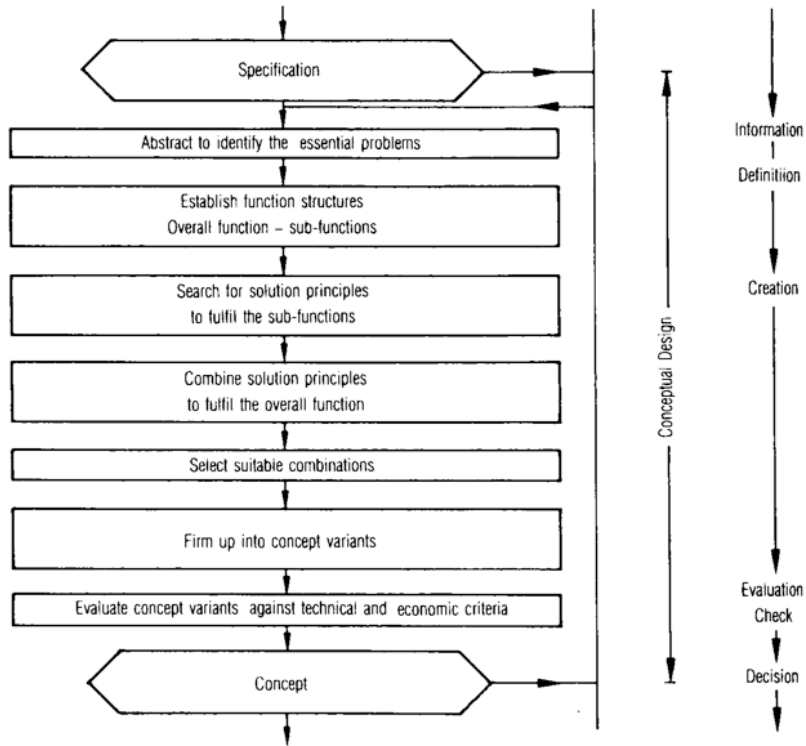 Specification
Abstract to identify the essential problems
Establish function structures
Overall function – sub-functions
Search for solution principles
to fulfil the sub-functions
Combine solution principles
to fulfil the overall function
Select suitable combinations
Firm up into concept variants
Evaluate concept variants against technical and economic criteria
Concept
Conceptual Design
Information
Definitiion
Creation
Evaluation
Check
Decision